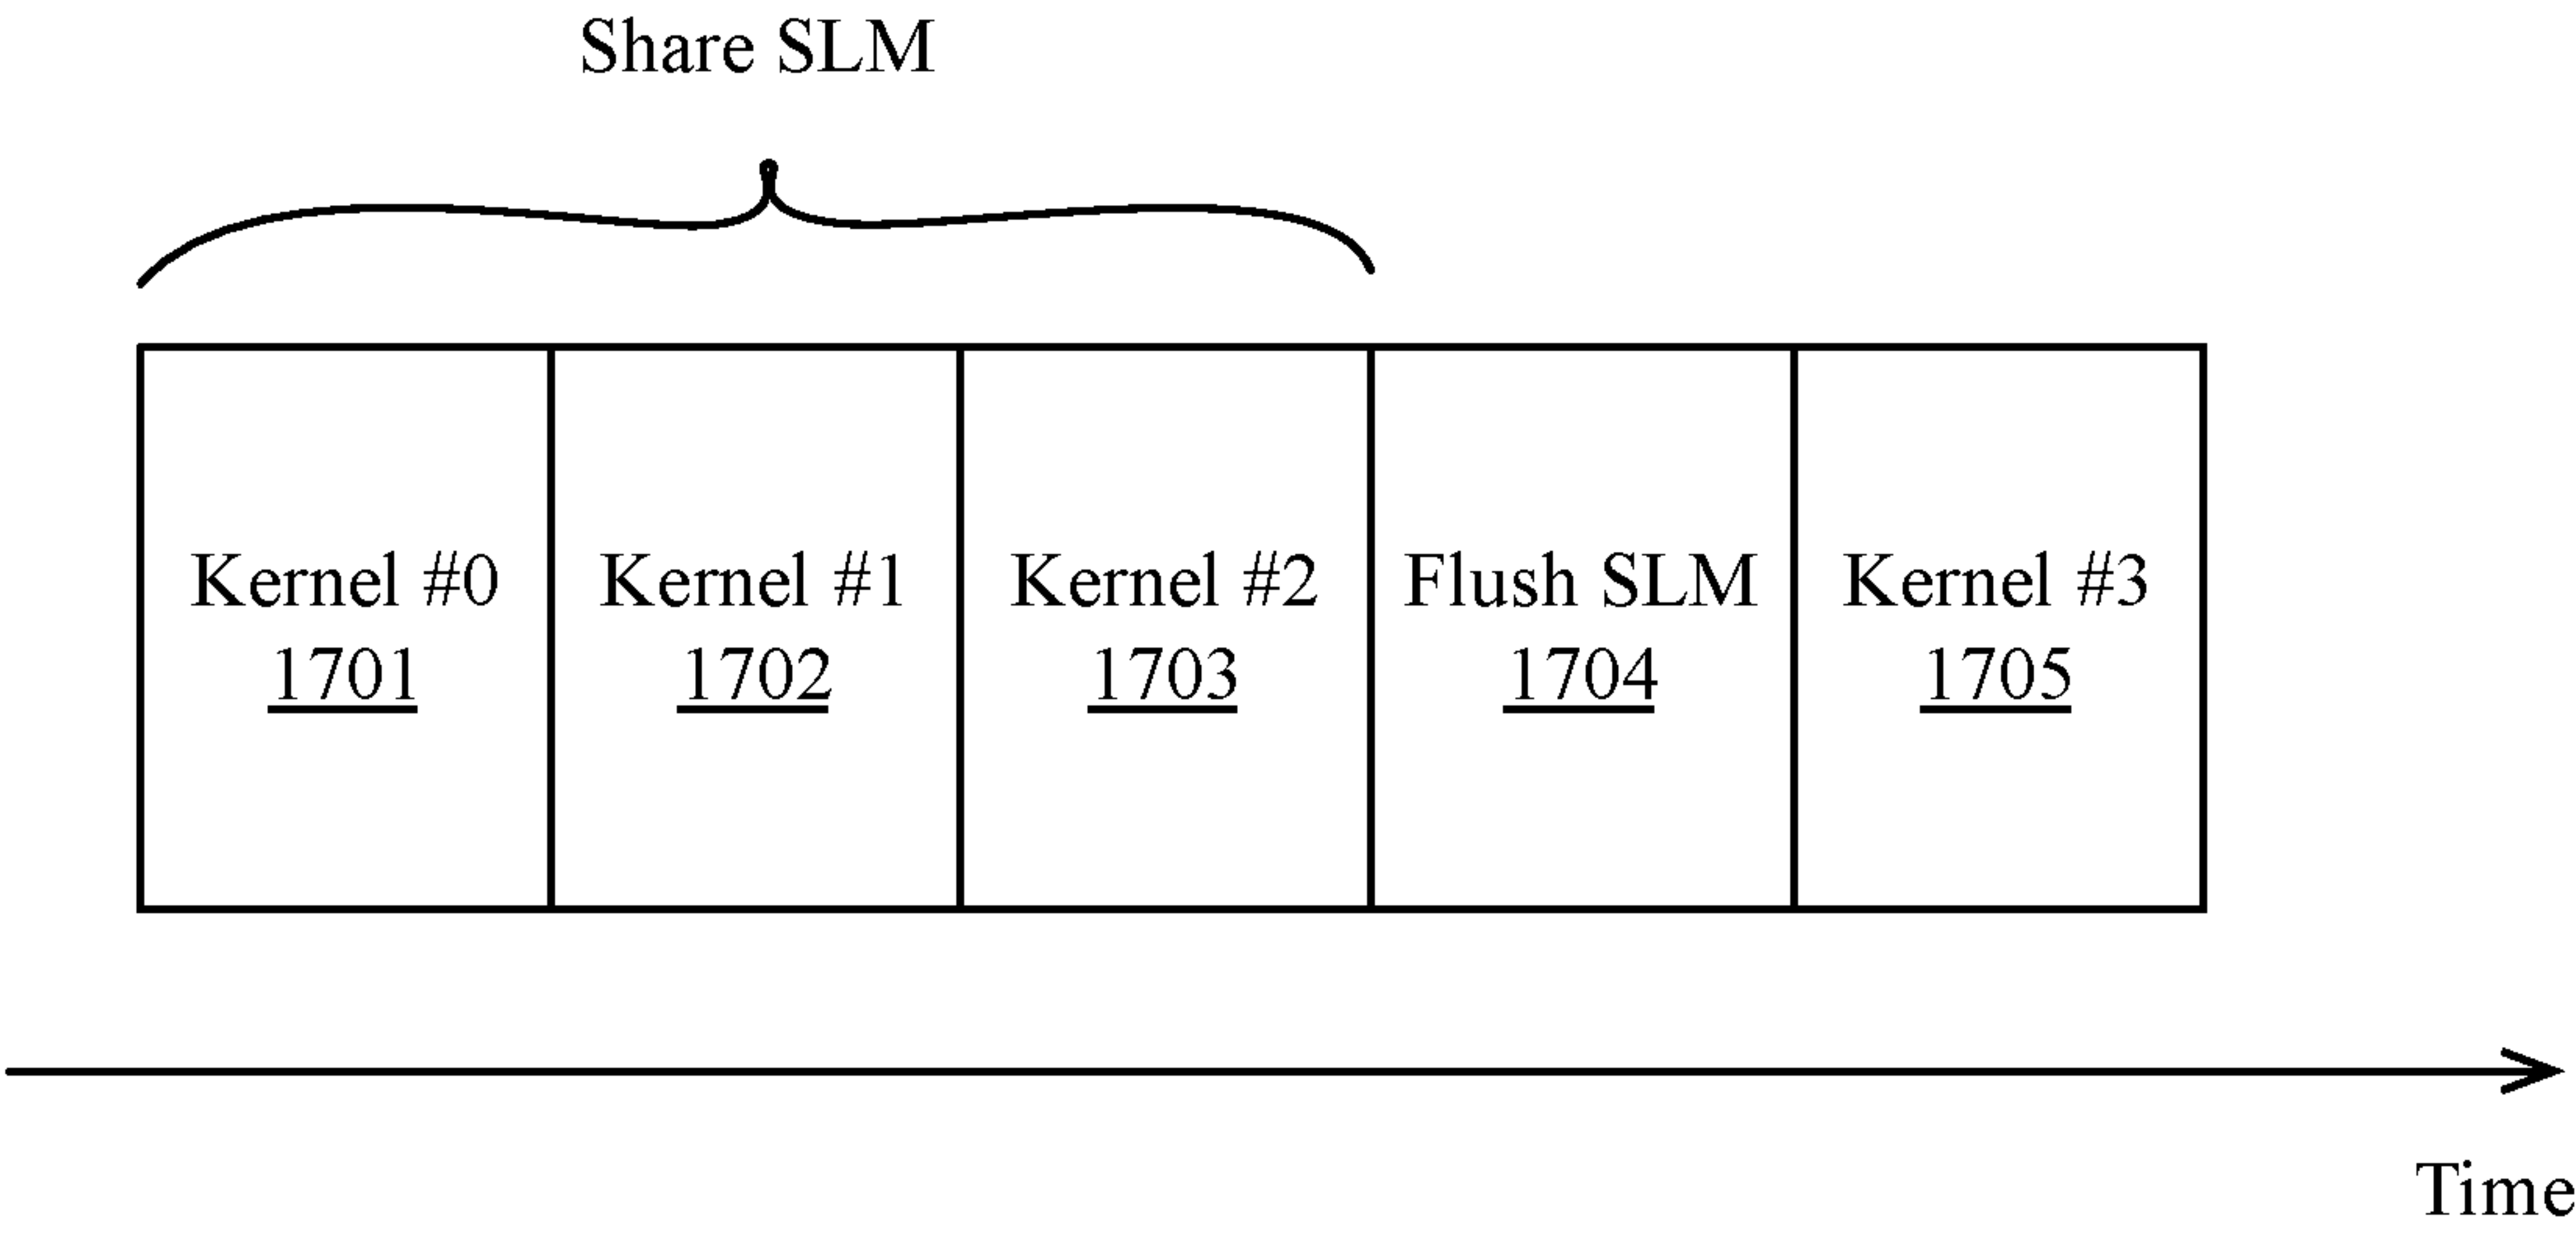 Share SLM
Kernel #0
1701
Kernel #1
1702
Kernel #2
1703
Flush SLM
1704
Kernel #3
1705
Time